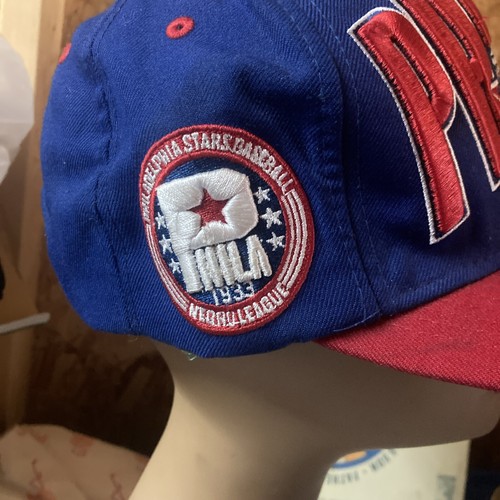 PHILADELPHIA STARS BASEBALL
P
PHILA
1933
NEGRO LEAGUE
PH